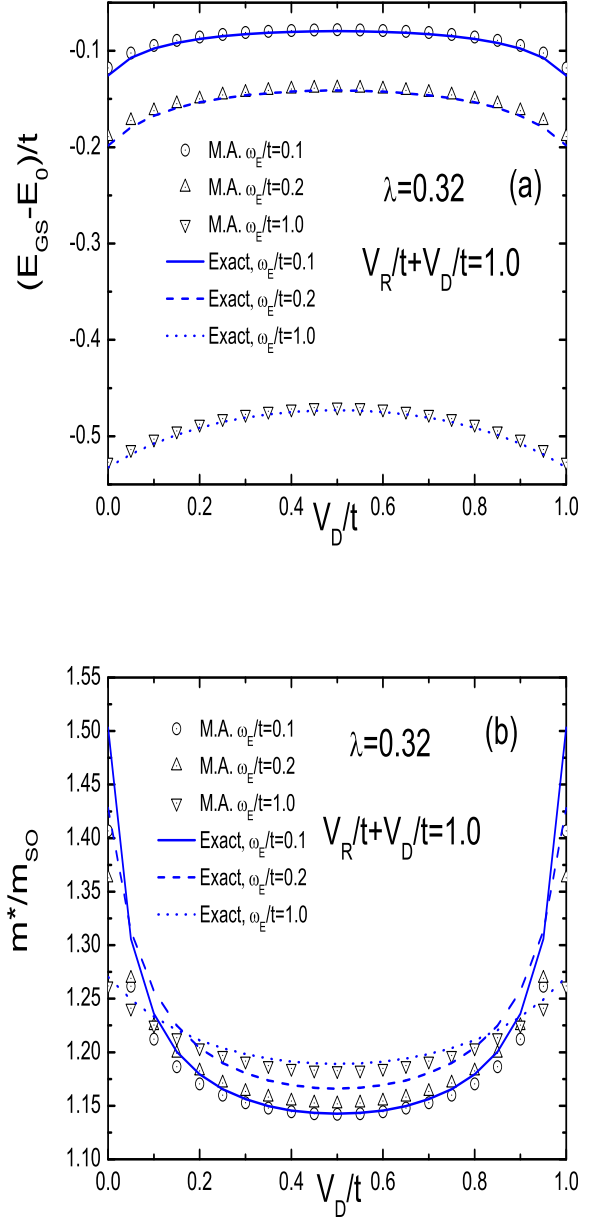 (E_GS-E_0)/t
-0.1
-0.2
-0.3
-0.4
-0.5
M.A. ω_E/t=0.1
M.A. ω_E/t=0.2
M.A. ω_E/t=1.0
Exact, ω_E/t=0.1
Exact, ω_E/t=0.2
Exact, ω_E/t=1.0
λ=0.32
(a)
V_R/t+V_D/t=1.0
0.0 0.2 0.4 0.6 0.8 1.0
V_D/t
m*/m_SO
1.55
1.50
1.45
1.40
1.35
1.30
1.25
1.20
1.15
1.10
M.A. ω_E/t=0.1
M.A. ω_E/t=0.2
M.A. ω_E/t=1.0
Exact, ω_E/t=0.1
Exact, ω_E/t=0.2
Exact, ω_E/t=1.0
λ=0.32
(b)
V_R/t+V_D/t=1.0
0.0 0.2 0.4 0.6 0.8 1.0
V_D/t